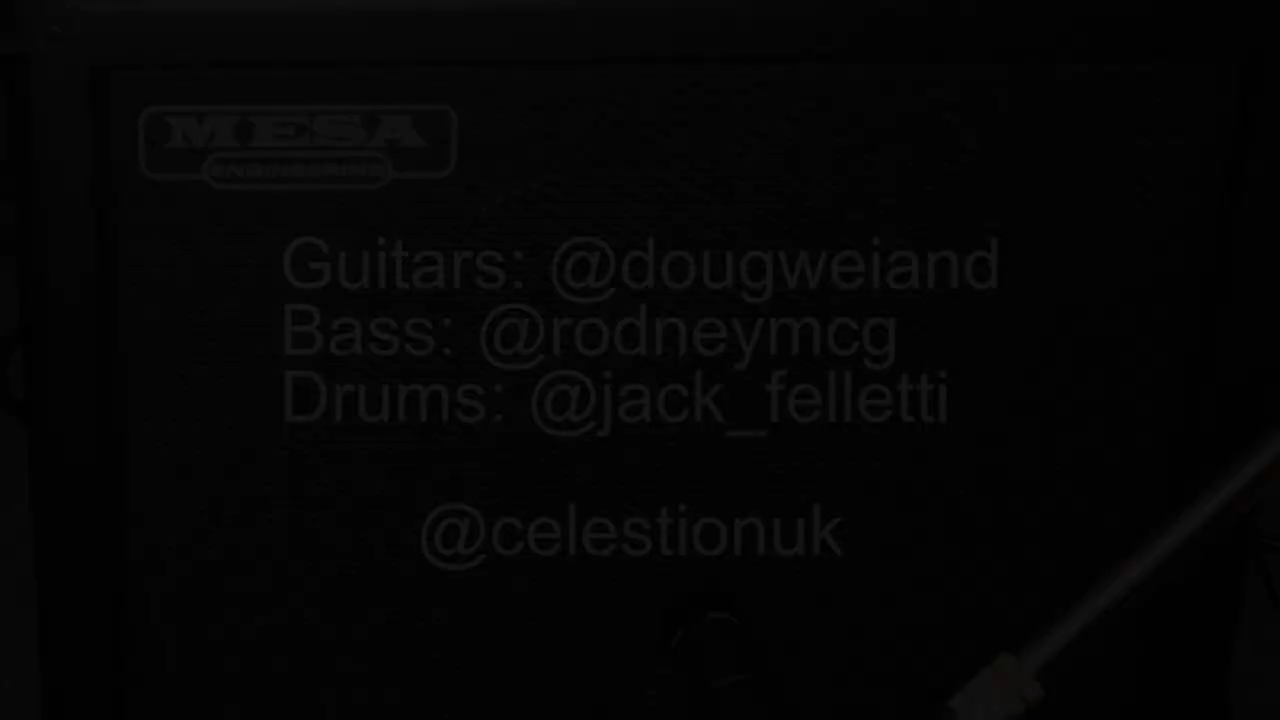 MESA
ENGINEERING
Guitars: @dougweiand
Bass: @rodneymcg
Drums: @jack_felletti
@celestionuk